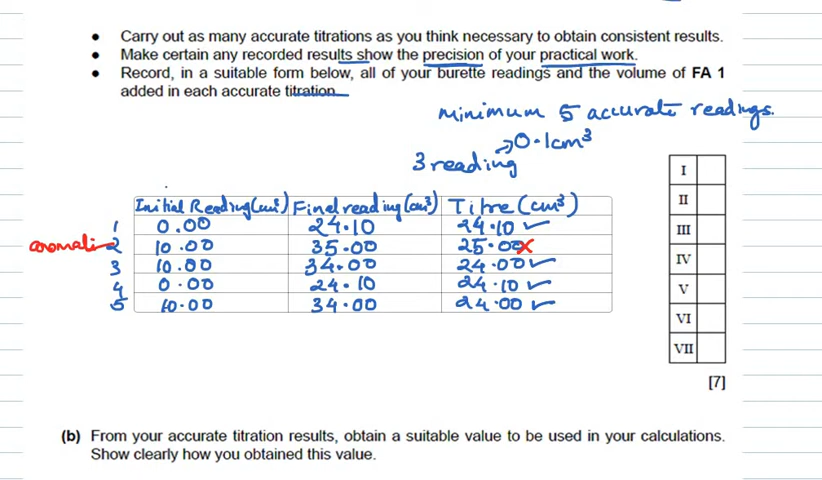 • Carry out as many accurate titrations as you think necessary to obtain consistent results.
• Make certain any recorded results show the precision of your practical work.
• Record, in a suitable form below, all of your burette readings and the volume of FA 1
added in each accurate titration.
minimum 5 accurate readings.
→0.1cm³
3 reading
I
II
III
IV
V
VI
VII
[7]
Initial Reading(cm³) Final reading(cm³) Titre(cm³)
1 0.00 24.10 24.10 ✓
anomali 2 10.00 35.00 25.00 ×
3 10.00 34.00 24.00 ✓
4 0.00 24.10 24.10 ✓
5 10.00 34.00 24.00 ✓
(b) From your accurate titration results, obtain a suitable value to be used in your calculations.
Show clearly how you obtained this value.